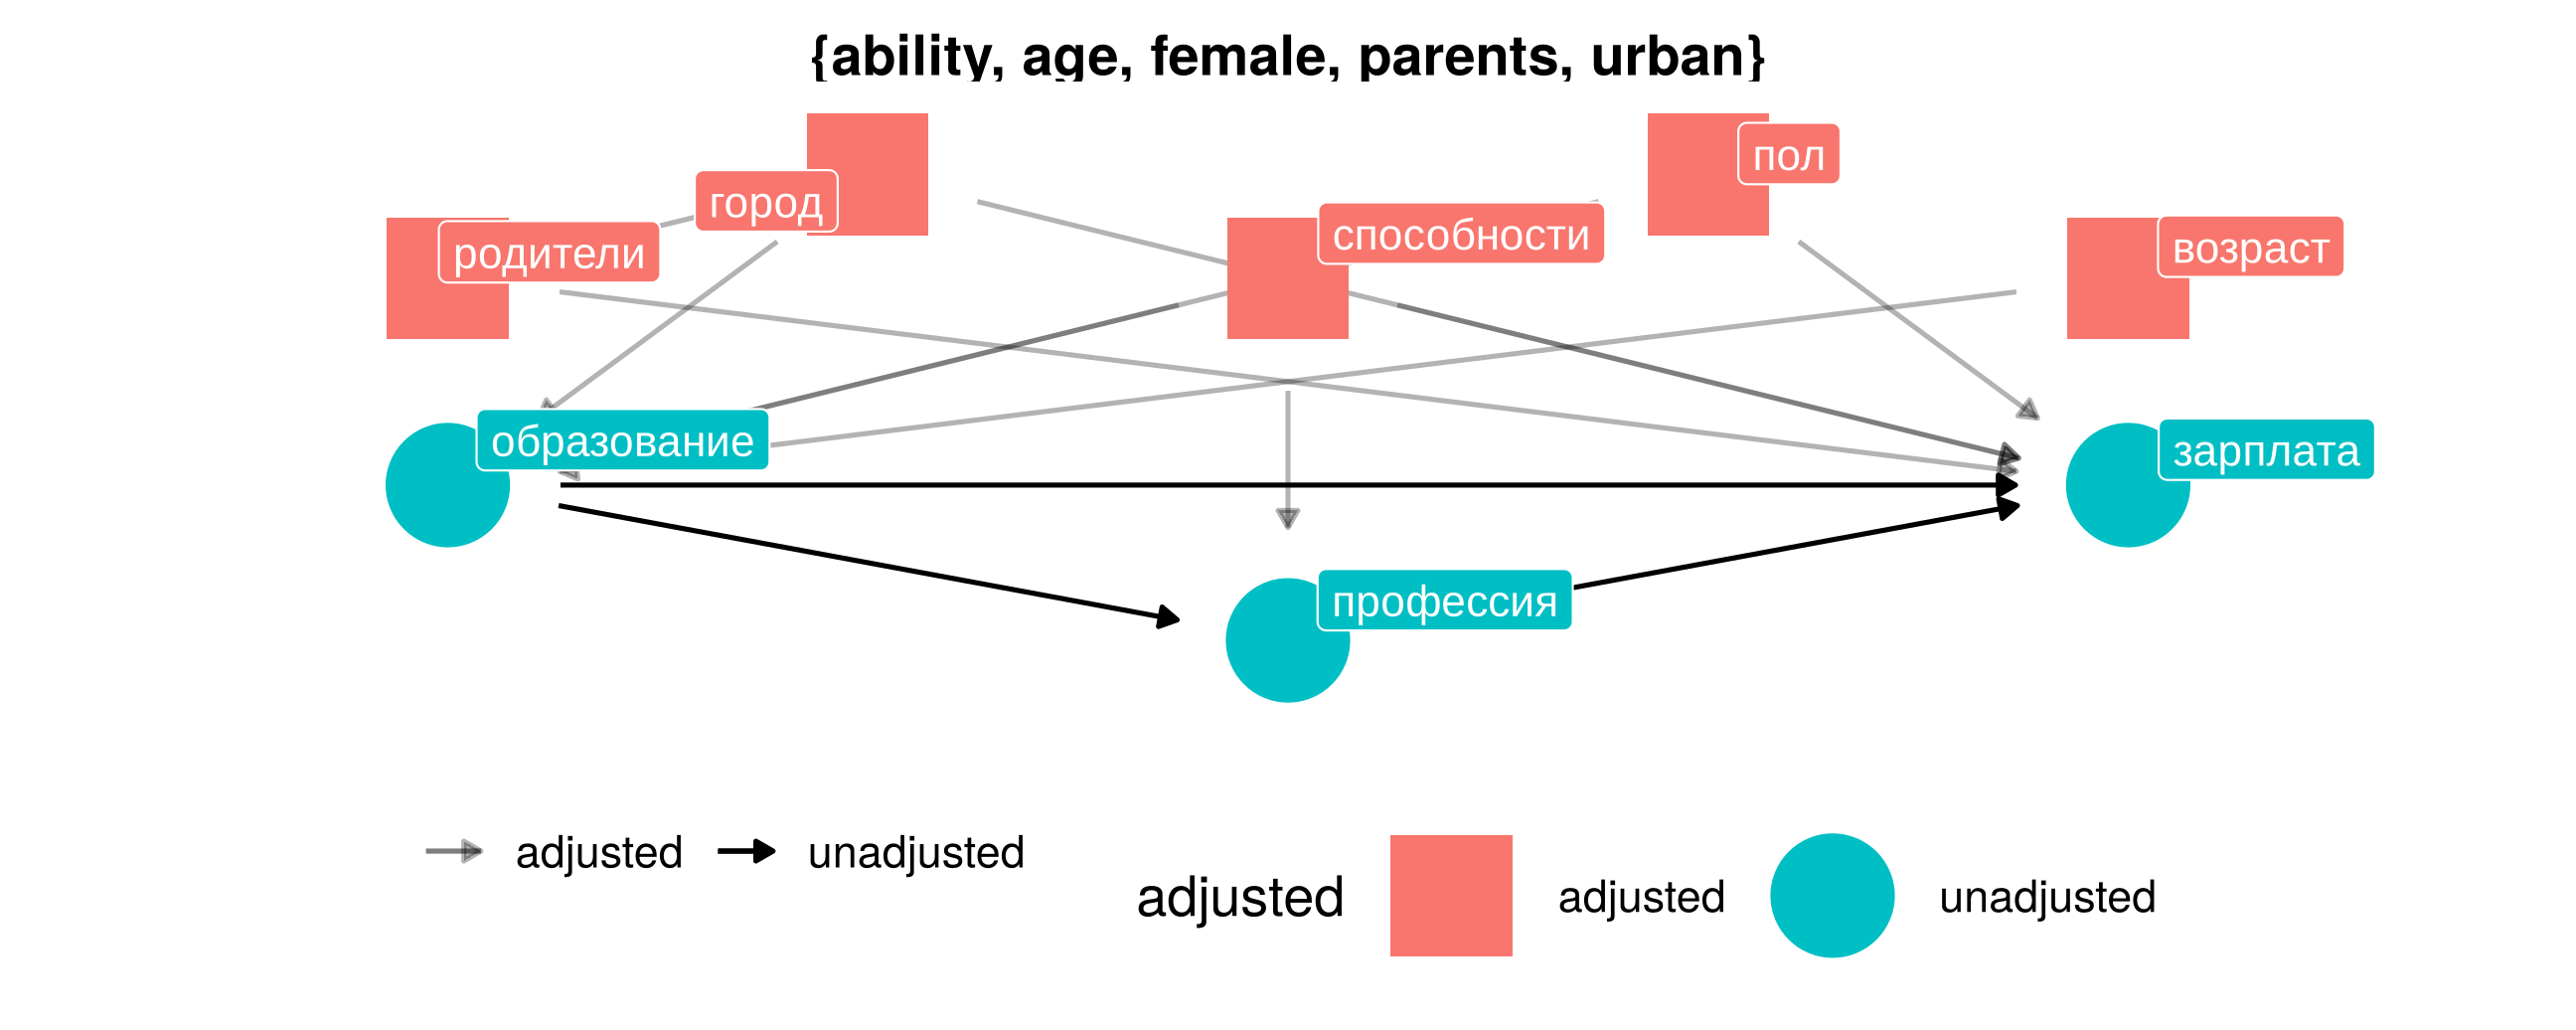 {ability, age, female, parents, urban}
пол
город
способности
родители
возраст
образование
зарплата
профессия
adjusted
unadjusted
adjusted
adjusted
unadjusted